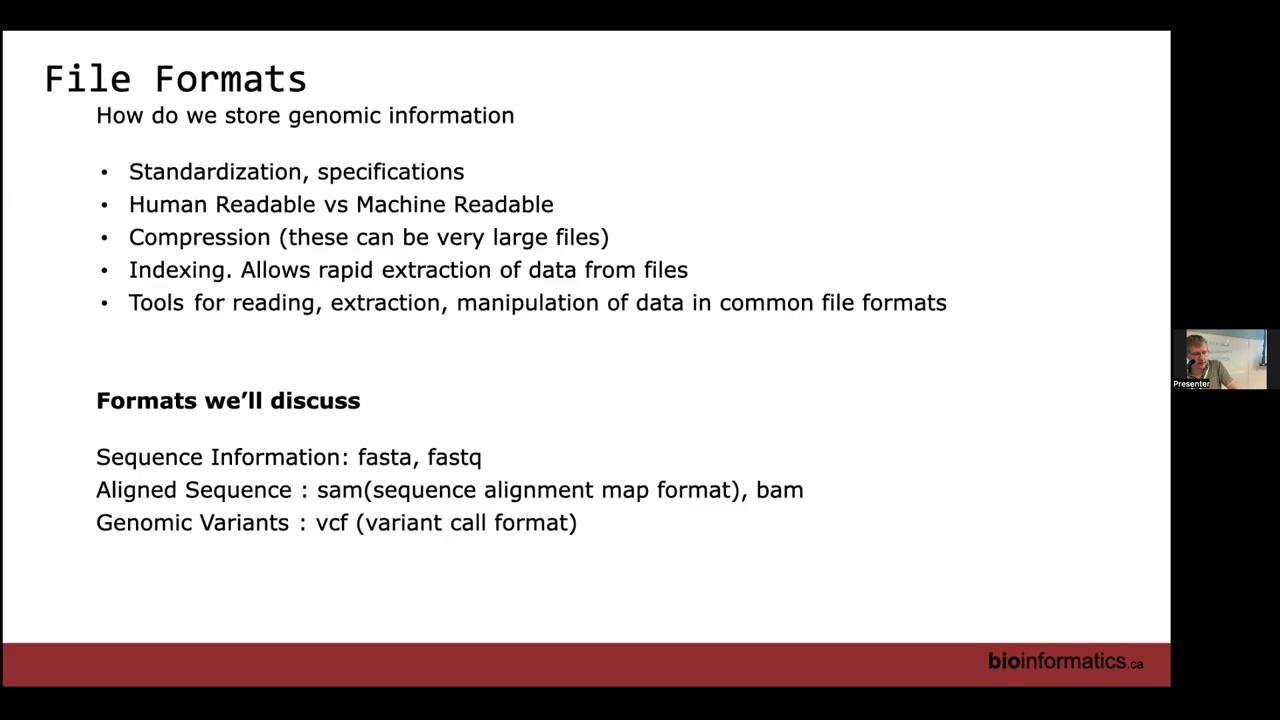 File Formats
How do we store genomic information
• Standardization, specifications
• Human Readable vs Machine Readable
• Compression (these can be very large files)
• Indexing. Allows rapid extraction of data from files
• Tools for reading, extraction, manipulation of data in common file formats
Formats we’ll discuss
Sequence Information: fasta, fastq
Aligned Sequence : sam(sequence alignment map format), bam
Genomic Variants : vcf (variant call format)
Presenter
bioinformatics.ca